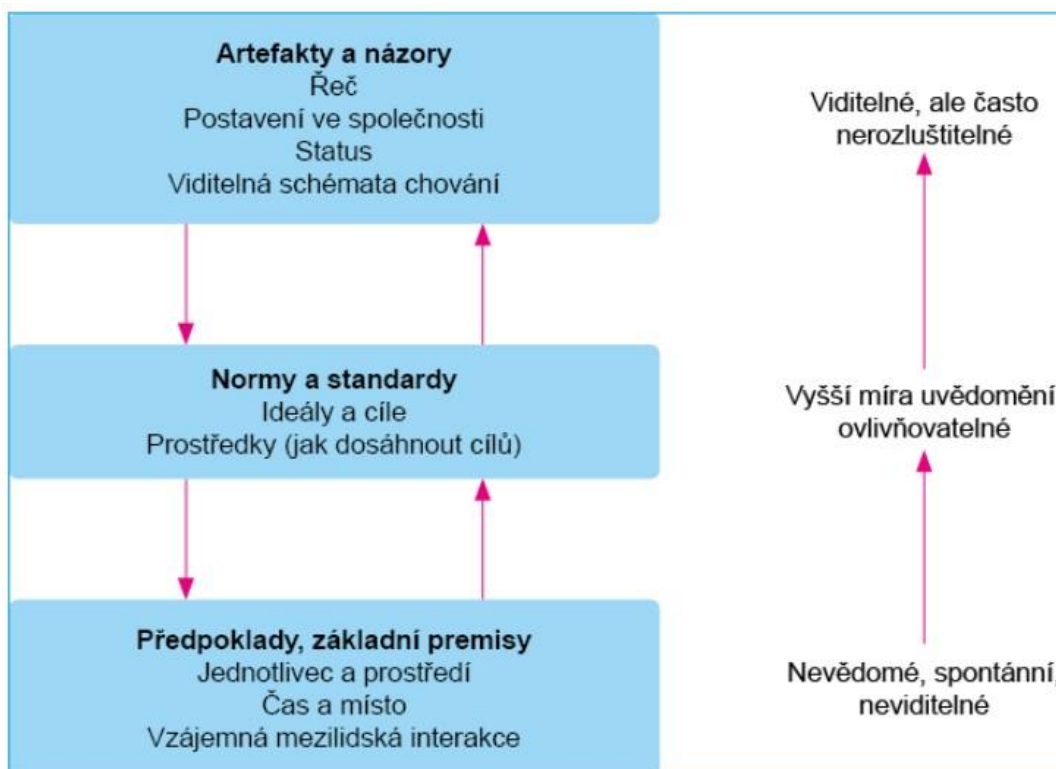 Artefakty a názory
Řeč
Postavení ve společnosti
Status
Viditelná schémata chování
Viditelné, ale často
nerozluštitelné
Normy a standardy
Ideály a cíle
Prostředky (jak dosáhnout cílů)
Vyšší míra uvědomění
ovlivňovatelné
Předpoklady, základní premisy
Jednotlivec a prostředí
Čas a místo
Vzájemná mezilidská interakce
Nevědomé, spontánní,
neviditelné